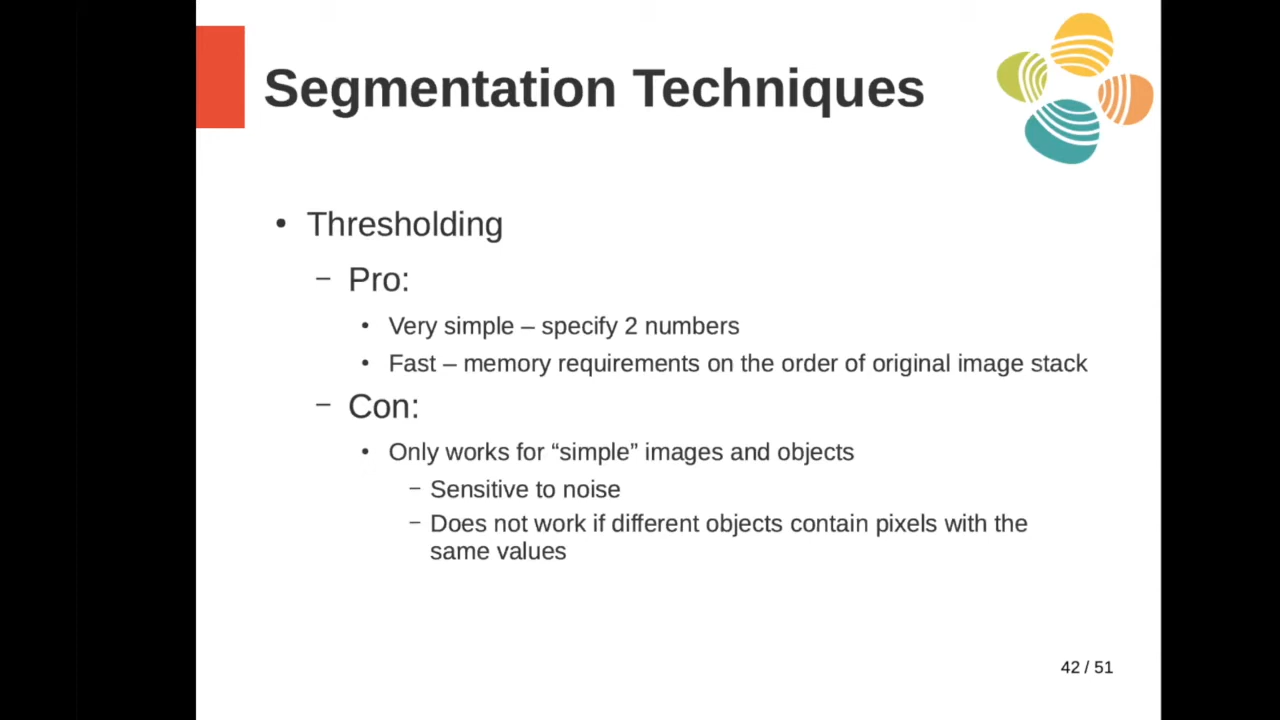 Segmentation Techniques
• Thresholding
– Pro:
• Very simple – specify 2 numbers
• Fast – memory requirements on the order of original image stack
– Con:
• Only works for “simple” images and objects
– Sensitive to noise
– Does not work if different objects contain pixels with the
same values
42 / 51